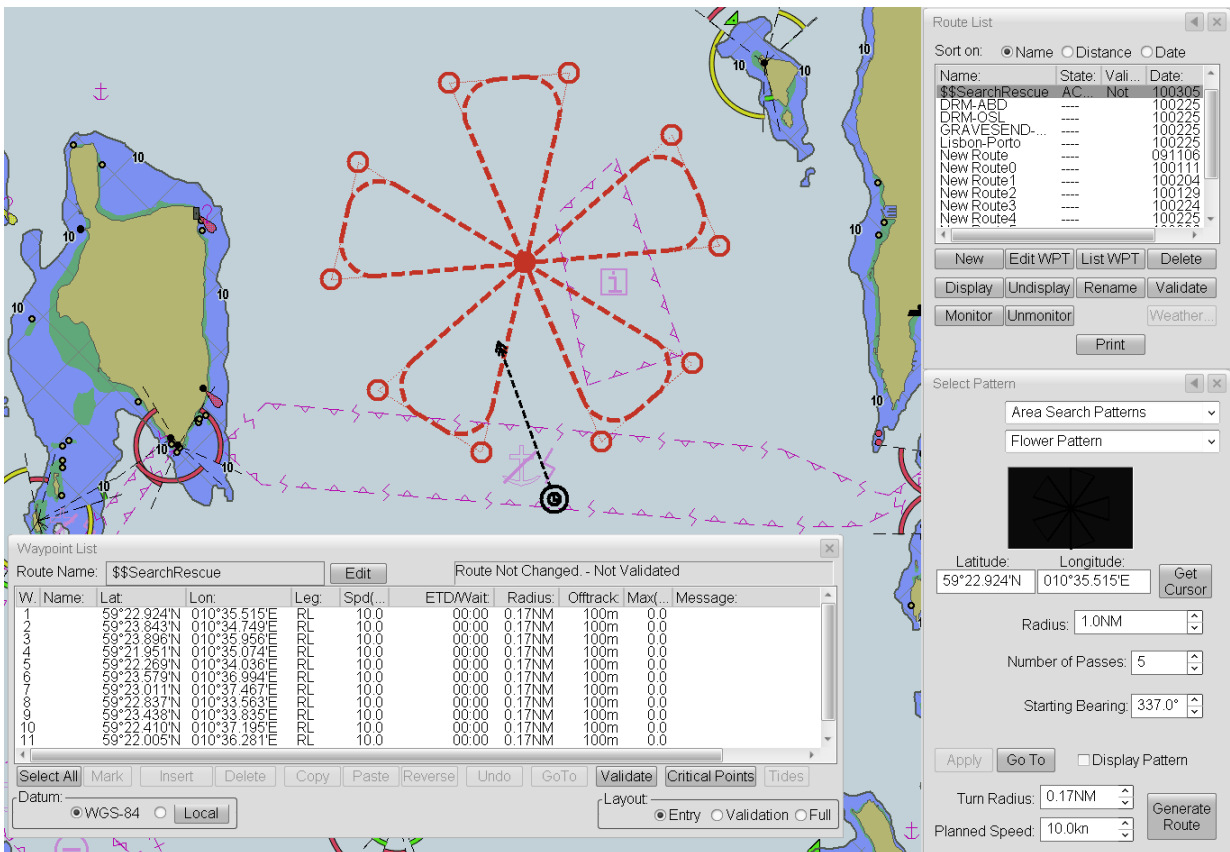 10
10
10
10
10
10
10
10
10
10
10
i
Route List
Sort on: Name Distance Date
Name: State: Vali... Date:
$$SearchRescue AC... Not 100305
DRM-ABD ---- 100225
DRM-OSL ---- 100225
GRAVESEND-... ---- 100225
Lisbon-Porto ---- 100225
New Route ---- 091106
New Route0 ---- 100111
New Route1 ---- 100204
New Route2 ---- 100129
New Route3 ---- 100224
New Route4 ---- 100225
New Edit WPT List WPT Delete
Display Undisplay Rename Validate
Monitor Unmonitor Weather...
Print
Select Pattern
Area Search Patterns
Flower Pattern
Latitude: Longitude:
59°22.924'N 010°35.515'E Get Cursor
Radius: 1.0NM
Number of Passes: 5
Starting Bearing: 337.0°
Apply Go To Display Pattern
Turn Radius: 0.17NM
Planned Speed: 10.0kn
Generate Route
Waypoint List
Route Name: $$SearchRescue Edit Route Not Changed. - Not Validated
W. Name: Lat: Lon: Leg: Spd(... ETD/Wait: Radius: Offtrack: Max(... Message:
1 59°22.924'N 010°35.515'E RL 10.0 00:00 0.17NM 100m 0.0
2 59°23.843'N 010°34.749'E RL 10.0 00:00 0.17NM 100m 0.0
3 59°23.896'N 010°35.956'E RL 10.0 00:00 0.17NM 100m 0.0
4 59°21.951'N 010°35.074'E RL 10.0 00:00 0.17NM 100m 0.0
5 59°22.269'N 010°34.036'E RL 10.0 00:00 0.17NM 100m 0.0
6 59°23.579'N 010°36.994'E RL 10.0 00:00 0.17NM 100m 0.0
7 59°23.011'N 010°37.467'E RL 10.0 00:00 0.17NM 100m 0.0
8 59°22.837'N 010°33.563'E RL 10.0 00:00 0.17NM 100m 0.0
9 59°23.438'N 010°33.835'E RL 10.0 00:00 0.17NM 100m 0.0
10 59°22.410'N 010°37.195'E RL 10.0 00:00 0.17NM 100m 0.0
11 59°22.005'N 010°36.281'E RL 10.0 00:00 0.17NM 100m 0.0
Select All Mark Insert Delete Copy Paste Reverse Undo GoTo Validate Critical Points Tides
Datum: Layout:
WGS-84 Local Entry Validation Full